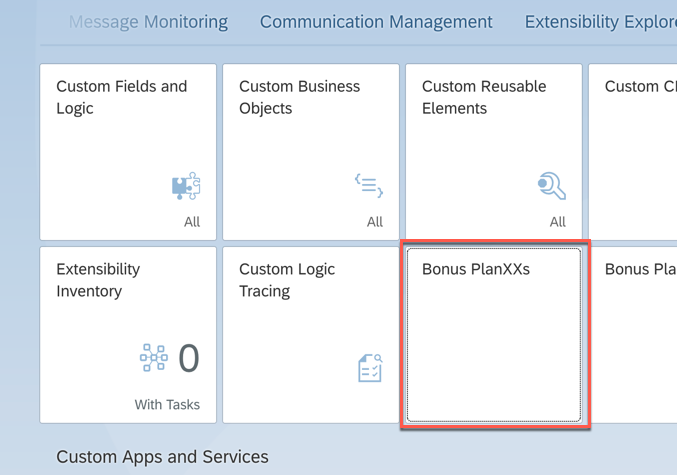 Message Monitoring Communication Management Extensibility Explore
Custom Fields and
Logic
All
Custom Business
Objects
All
Custom Reusable
Elements
All
Custom C
Extensibility
Inventory
0
With Tasks
Custom Logic
Tracing
Bonus PlanXXs
Bonus Pla
Custom Apps and Services